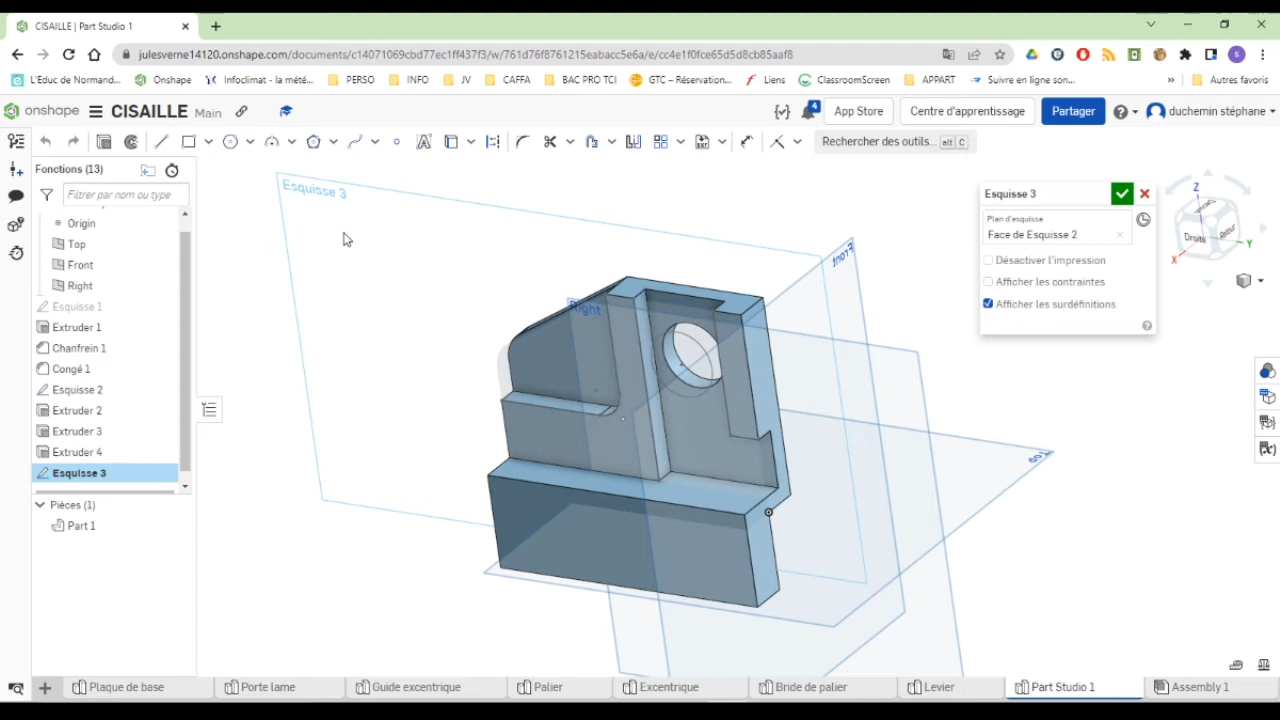 CISAILLE | Part Studio 1
julesverne14120.onshape.com/documents/c14071069cbd77ec1ff437f3/w/761d76f8761215eabacc5e6a/e/cc4e1f0fce65d5d8cb85aaf8
S
L'Educ de Normand...
Onshape
Infoclimat - la mété...
PERSO
INFO
JV
CAFFA
BAC PRO TCI
GTC – Réservation...
Liens
ClassroomScreen
APPART
Suivre en ligne son...
»
Autres favoris
onshape
CISAILLE
Main
4
App Store
Centre d'apprentissage
Partager
duchemin stéphane
Rechercher des outils...
alt C
Fonctions (13)
Filtrer par nom ou type
Origin
Top
Front
Right
Esquisse 1
Extruder 1
Chanfrein 1
Congé 1
Esquisse 2
Extruder 2
Extruder 3
Extruder 4
Esquisse 3
Pièces (1)
Part 1
Esquisse 3
Front
Right
Top
Esquisse 3
Plan d'esquisse
Face de Esquisse 2
Désactiver l'impression
Afficher les contraintes
Afficher les surdéfinitions
Z
Droite
X
Y
Plaque de base
Porte lame
Guide excentrique
Palier
Excentrique
Bride de palier
Levier
Part Studio 1
Assembly 1